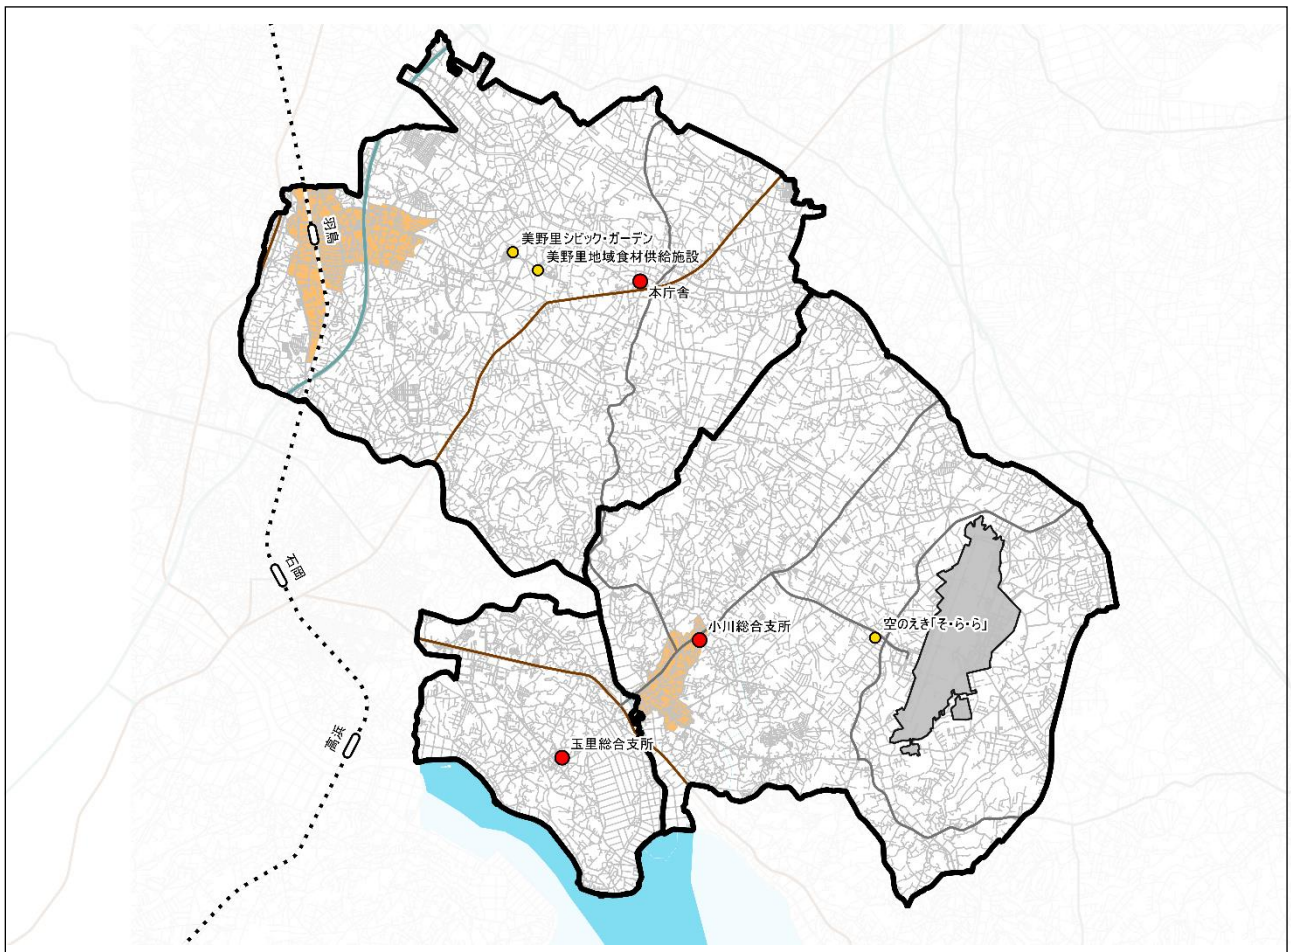 羽鳥
美野里シビック・ガーデン
美野里地域食材供給施設
本庁舎
石岡
小川総合支所
空のえき「そ・ら・ら」
高浜
玉里総合支所